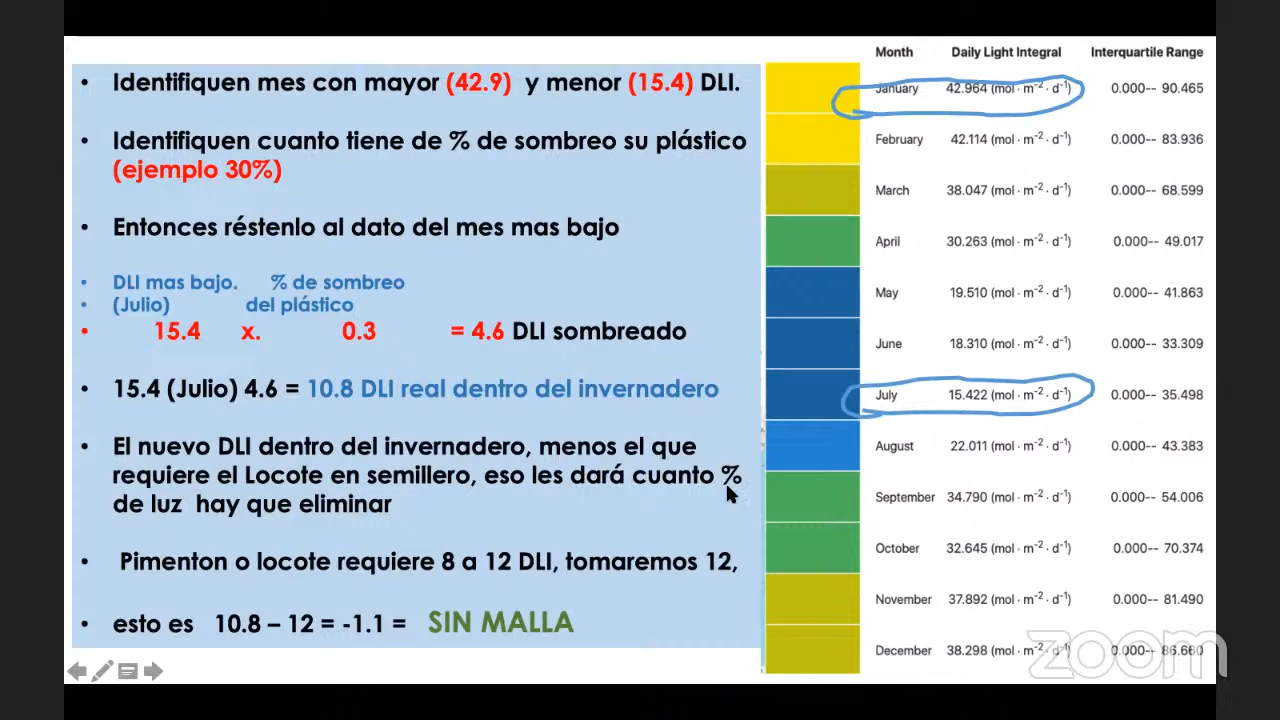 • Identifiquen mes con mayor (42.9) y menor (15.4) DLI.
• Identifiquen cuanto tiene de % de sombreo su plástico
(ejemplo 30%)
• Entonces réstenlo al dato del mes mas bajo
• DLI mas bajo. % de sombreo
• (Julio) del plástico
• 15.4 x. 0.3 = 4.6 DLI sombreado
• 15.4 (Julio) 4.6 = 10.8 DLI real dentro del invernadero
• El nuevo DLI dentro del invernadero, menos el que
requiere el Locote en semillero, eso les dará cuanto %
de luz hay que eliminar
• Pimenton o locote requiere 8 a 12 DLI, tomaremos 12,
• esto es 10.8 – 12 = -1.1 = SIN MALLA
Month Daily Light Integral Interquartile Range
January 42.964 (mol · m⁻² · d⁻¹) 0.000-- 90.465
February 42.114 (mol · m⁻² · d⁻¹) 0.000-- 83.936
March 38.047 (mol · m⁻² · d⁻¹) 0.000-- 68.599
April 30.263 (mol · m⁻² · d⁻¹) 0.000-- 49.017
May 19.510 (mol · m⁻² · d⁻¹) 0.000-- 41.863
June 18.310 (mol · m⁻² · d⁻¹) 0.000-- 33.309
July 15.422 (mol · m⁻² · d⁻¹) 0.000-- 35.498
August 22.011 (mol · m⁻² · d⁻¹) 0.000-- 43.383
September 34.790 (mol · m⁻² · d⁻¹) 0.000-- 54.006
October 32.645 (mol · m⁻² · d⁻¹) 0.000-- 70.374
November 37.892 (mol · m⁻² · d⁻¹) 0.000-- 81.490
December 38.298 (mol · m⁻² · d⁻¹) 0.000-- 86.660
zoom